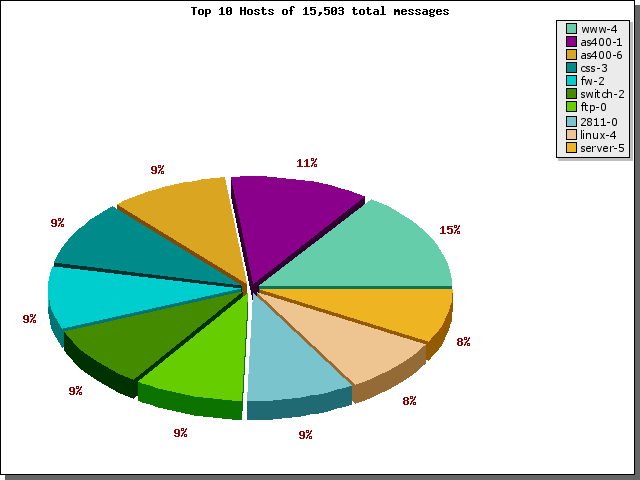 Top 10 Hosts of 15,503 total messages
www-4
as400-1
as400-6
css-3
fw-2
switch-2
ftp-0
2811-0
linux-4
server-5
11%
9%
15%
9%
9%
8%
9%
8%
9%
9%